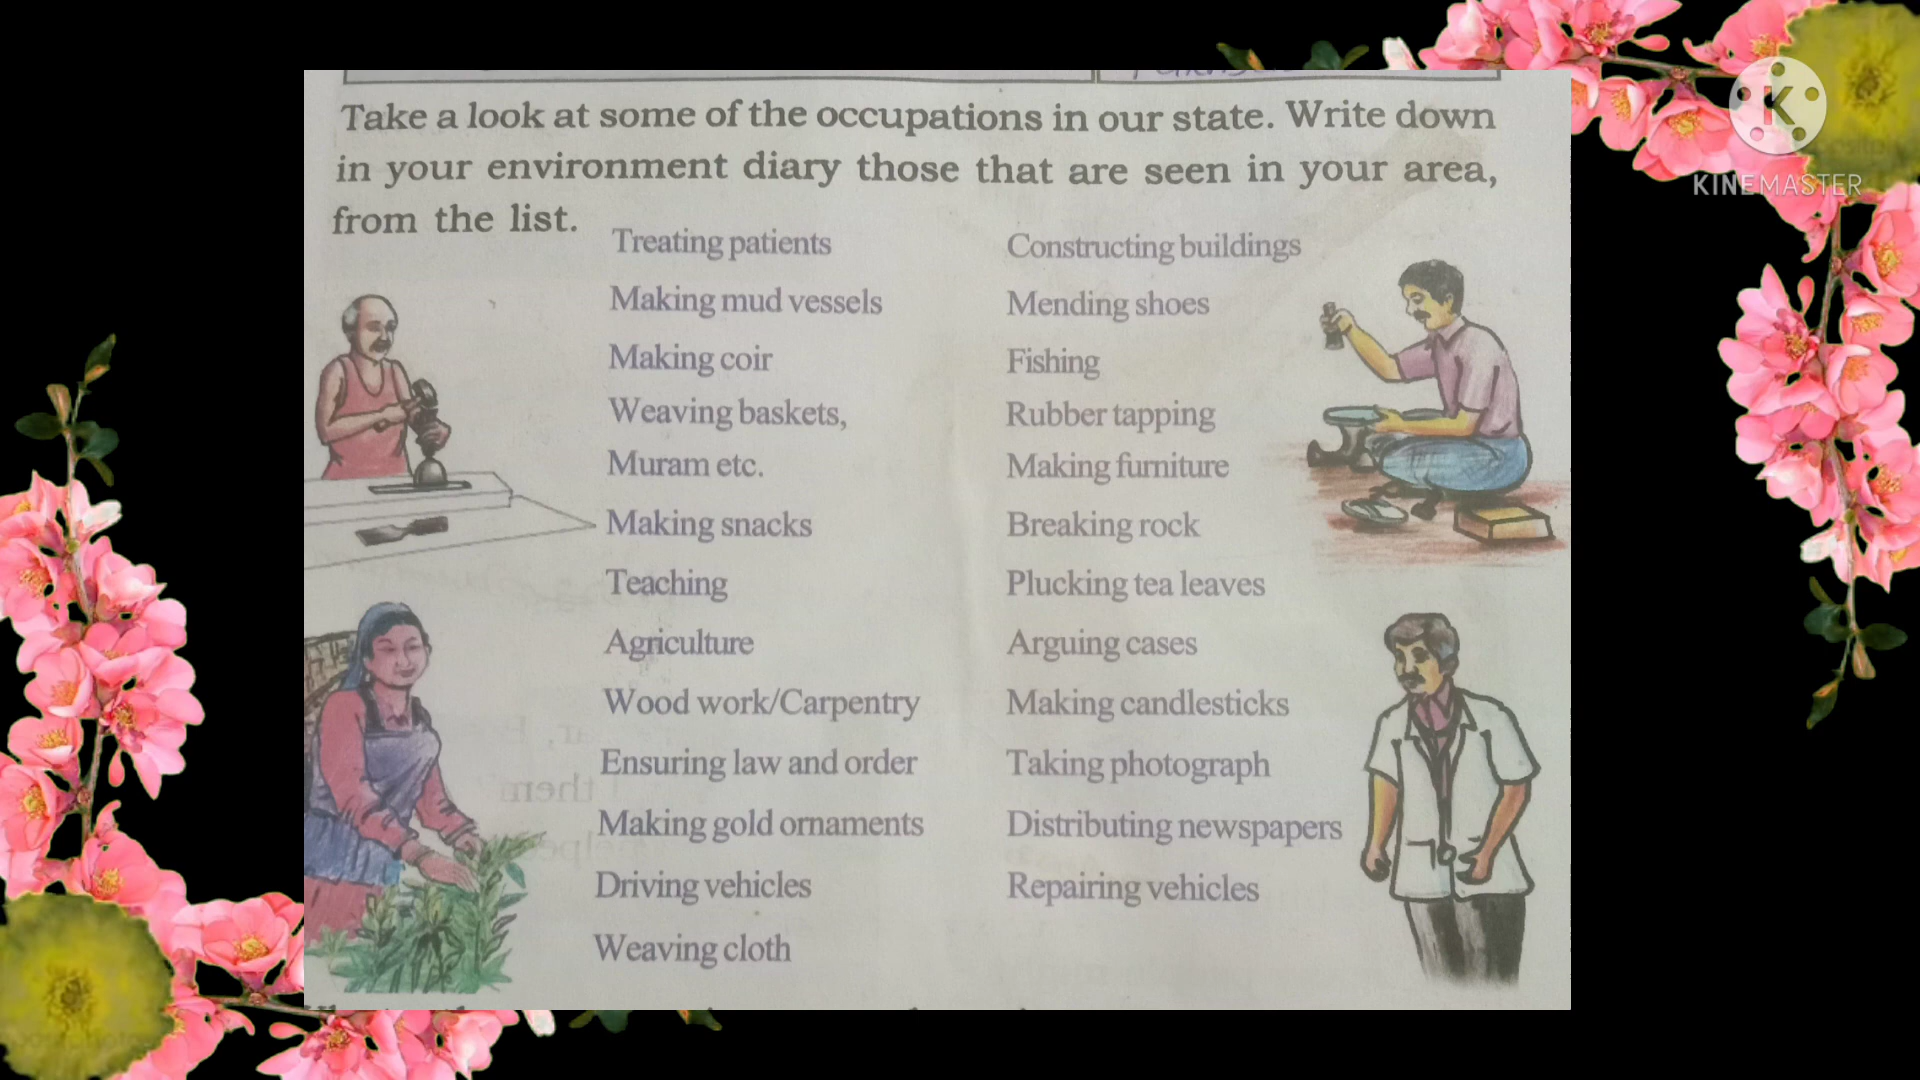 Take a look at some of the occupations in our state. Write down
in your environment diary those that are seen in your area,
from the list.
Treating patients
Making mud vessels
Making coir
Weaving baskets,
Muram etc.
Making snacks
Teaching
Agriculture
Wood work/Carpentry
Ensuring law and order
Making gold ornaments
Driving vehicles
Weaving cloth
Constructing buildings
Mending shoes
Fishing
Rubber tapping
Making furniture
Breaking rock
Plucking tea leaves
Arguing cases
Making candlesticks
Taking photograph
Distributing newspapers
Repairing vehicles
K
KINEMASTER